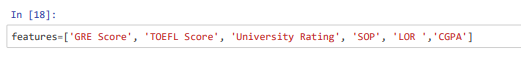 In [18]:
features=['GRE Score', 'TOEFL Score', 'University Rating', 'SOP', 'LOR ','CGPA']